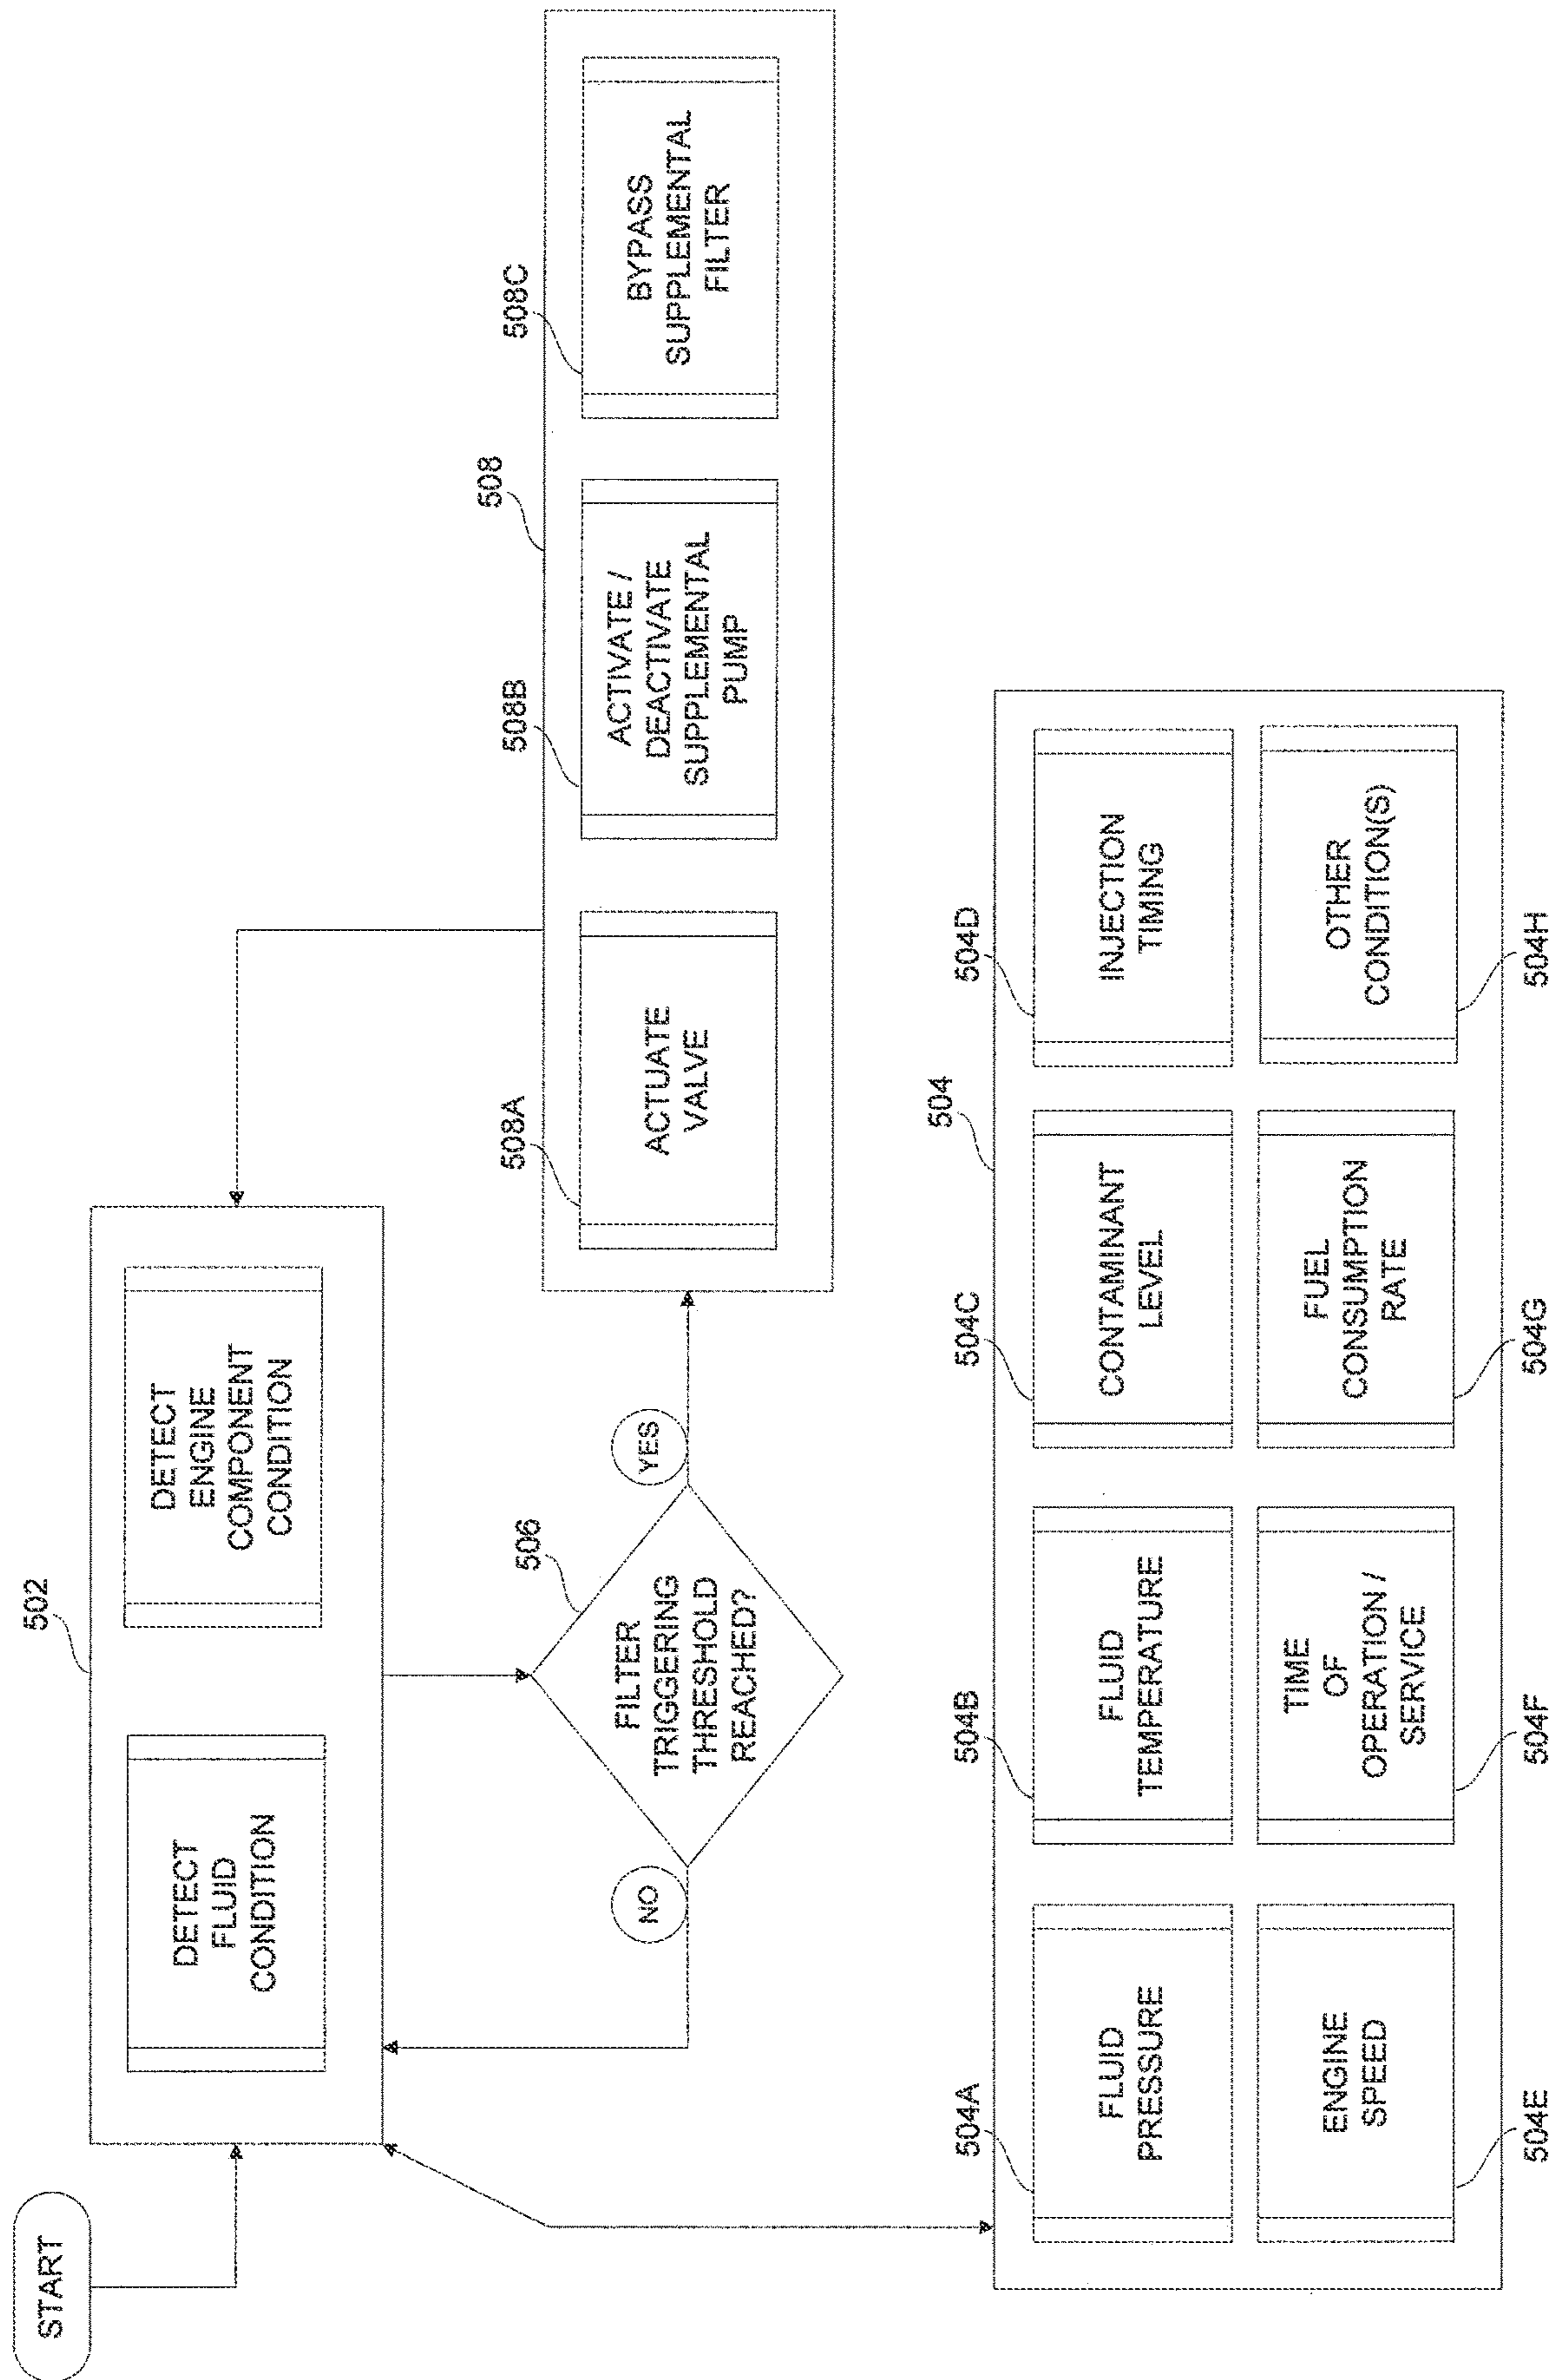 START
502
DETECT
FLUID
CONDITION
DETECT
ENGINE
COMPONENT
CONDITION
506
FILTER
TRIGGERING
THRESHOLD
REACHED?
NO
YES
508
508A
ACTUATE
VALVE
508B
ACTIVATE /
DEACTIVATE
SUPPLEMENTAL
PUMP
508C
BYPASS
SUPPLEMENTAL
FILTER
504
504A
FLUID
PRESSURE
504B
FLUID
TEMPERATURE
504C
CONTAMINANT
LEVEL
504D
INJECTION
TIMING
ENGINE
SPEED
504E
TIME
OF
OPERATION /
SERVICE
504F
FUEL
CONSUMPTION
RATE
504G
OTHER
CONDITION(S)
504H